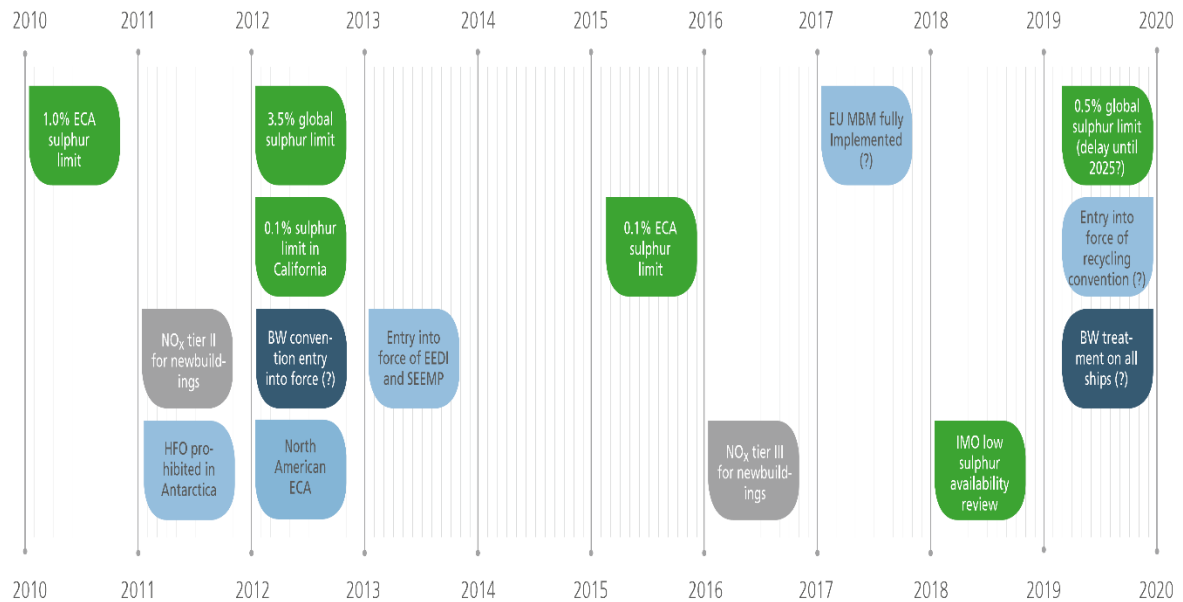 2010 2011 2012 2013 2014 2015 2016 2017 2018 2019 2020
1.0% ECA
sulphur
limit
3.5% global
sulphur limit
EU MBM fully
Implemented
(?)
0.5% global
sulphur limit
(delay until
2025?)
0.1% sulphur
limit in
California
0.1% ECA
sulphur
limit
Entry into
force of
recycling
convention (?)
NOX tier II
for newbuild-
ings
BW conven-
tion entry
into force (?)
Entry into
force of EEDI
and SEEMP
BW treat-
ment on all
ships (?)
HFO pro-
hibited in
Antarctica
North
American
ECA
NOX tier III
for newbuild-
ings
IMO low
sulphur
availability
review
2010 2011 2012 2013 2014 2015 2016 2017 2018 2019 2020